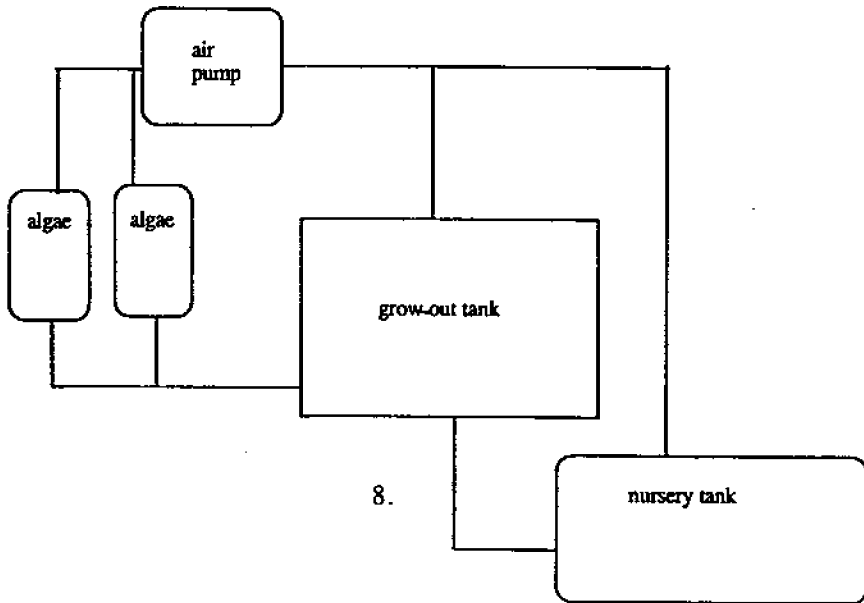 air
pump
algae
algae
grow-out tank
8.
nursery tank